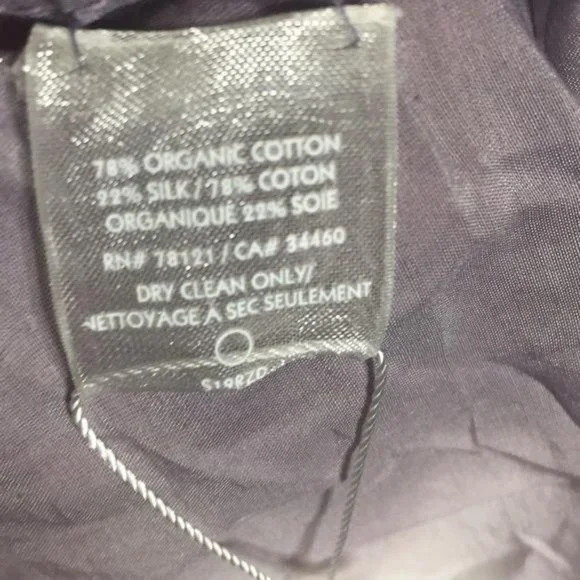 78% ORGANIC COTTON
22% SILK / 78% COTON
ORGANIQUE 22% SOIE
RN# 78121 / CA# 34460
DRY CLEAN ONLY/
NETTOYAGE A SEC SEULEMENT